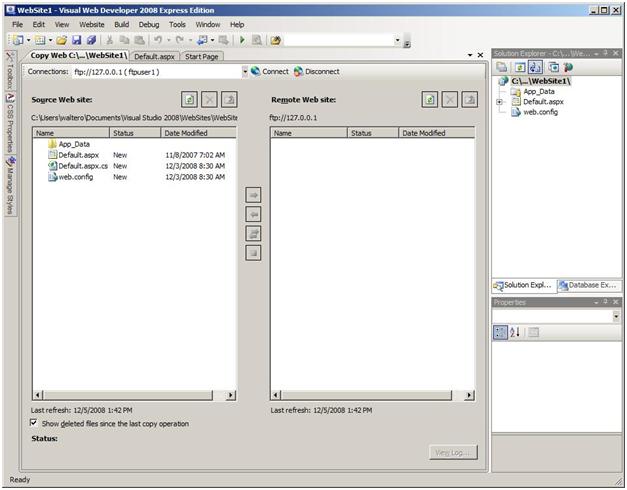 WebSite1 - Visual Web Developer 2008 Express Edition
File Edit View Website Build Debug Tools Window Help
Copy Web C:\...\WebSite1\ Default.aspx Start Page
Connections: ftp://127.0.0.1 ( ftpuser1 ) Connect Disconnect
Toolbox
CSS Properties
Manage Styles
Source Web site:
C:\Users\waltero\Documents\Visual Studio 2008\WebSites\WebSite
Name Status Date Modified
App_Data
Default.aspx New 11/8/2007 7:02 AM
Default.aspx.cs New 12/3/2008 8:30 AM
web.config New 12/3/2008 8:30 AM
Last refresh: 12/5/2008 1:42 PM
Show deleted files since the last copy operation
Status:
Remote Web site:
ftp://127.0.0.1
Name Status Date Modified
Last refresh: 12/5/2008 1:42 PM
View Log...
Solution Explorer - C:\...\We...
C:\...\WebSite1\
App_Data
Default.aspx
web.config
Solution Expl... Database Ex...
Properties
Ready